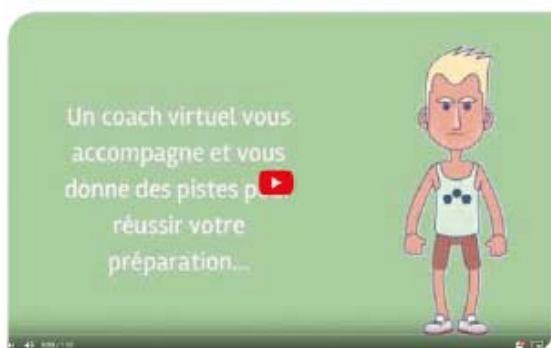 Un coach virtuel vous
accompagne et vous
donne des pistes
réussir votre
préparation...